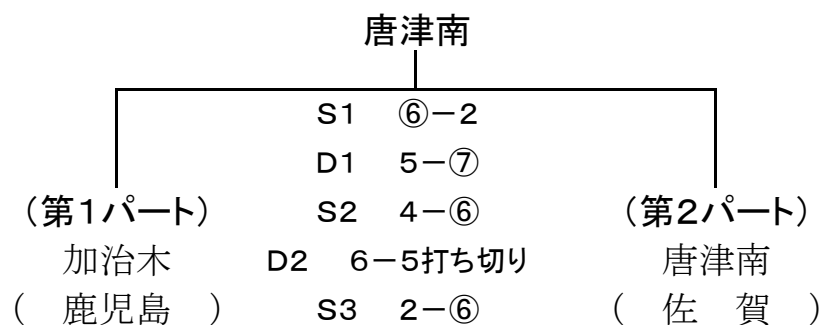 唐津南
S1 ⑥－2
D1 5－⑦
(第1パート) S2 4－⑥ (第2パート)
加治木 D2 6－5打ち切り 唐津南
( 鹿児島 ) S3 2－⑥ ( 佐 賀 )